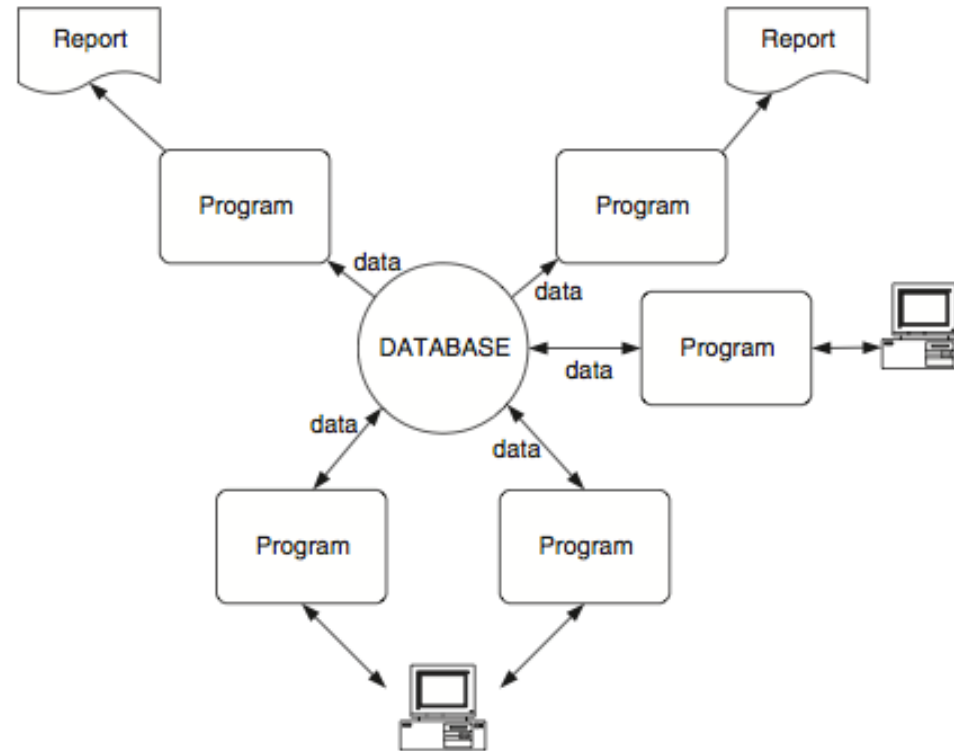 Report
Report
Program
Program
data
data
DATABASE
Program
data
data
data
Program
Program